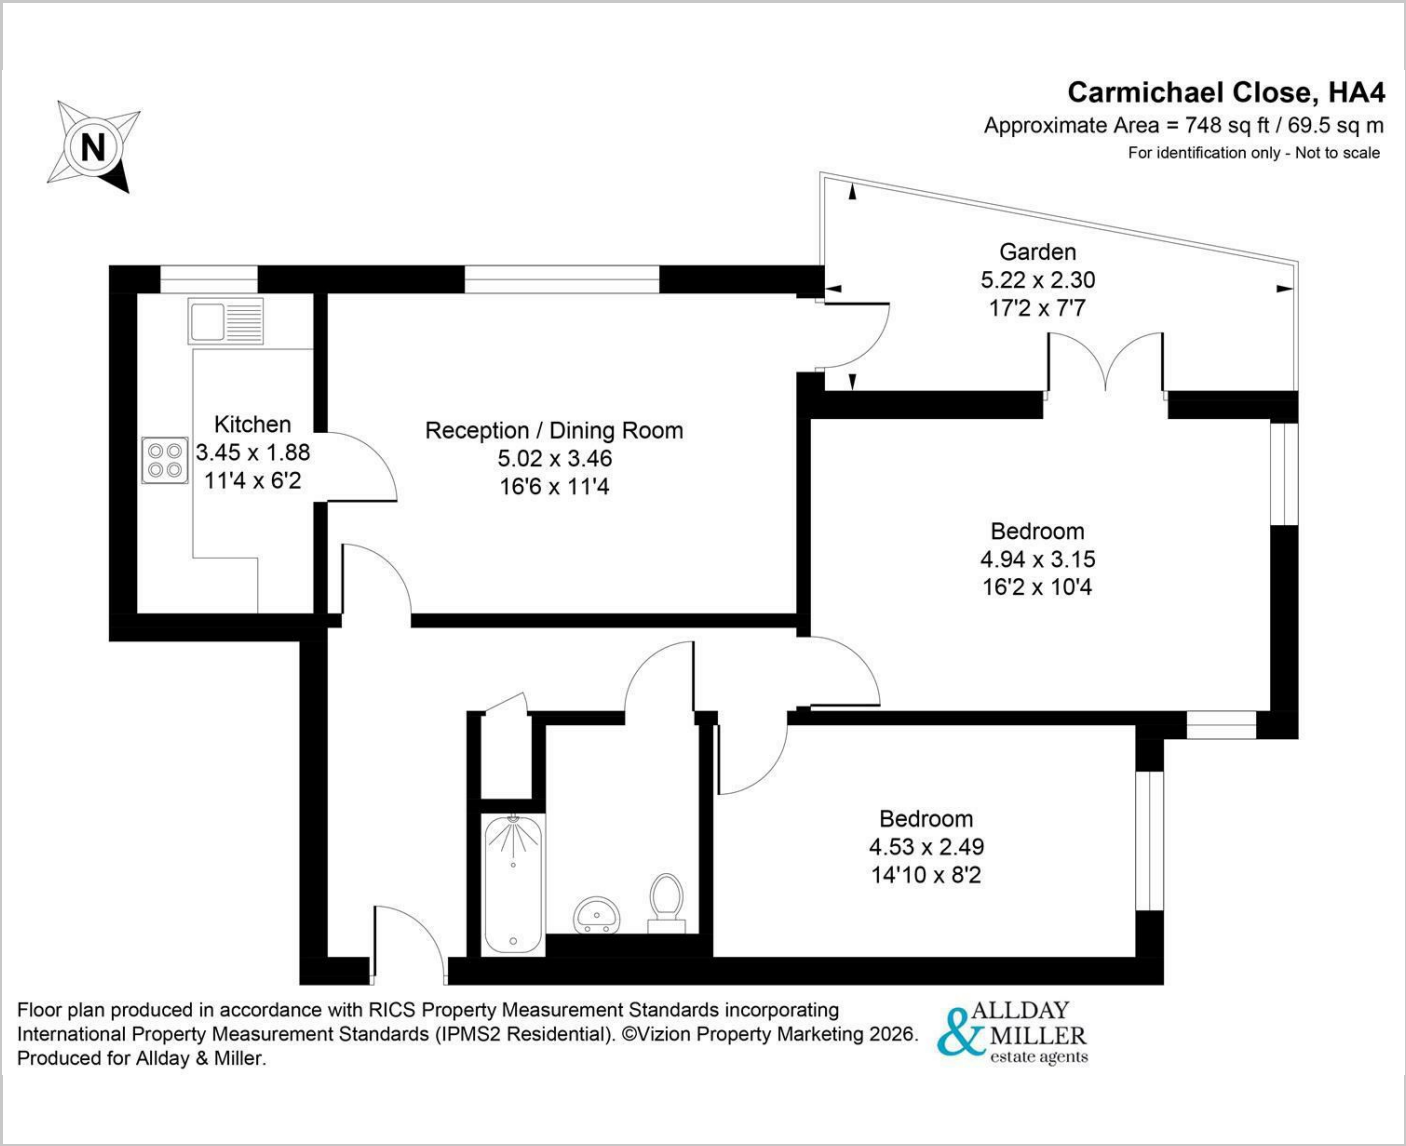 N
Carmichael Close, HA4
Approximate Area = 748 sq ft / 69.5 sq m
For identification only - Not to scale
Garden
5.22 x 2.30
17'2 x 7'7
Kitchen
3.45 x 1.88
11'4 x 6'2
Reception / Dining Room
5.02 x 3.46
16'6 x 11'4
Bedroom
4.94 x 3.15
16'2 x 10'4
Bedroom
4.53 x 2.49
14'10 x 8'2
Floor plan produced in accordance with RICS Property Measurement Standards incorporating
International Property Measurement Standards (IPMS2 Residential). ©Vizion Property Marketing 2026.
Produced for Allday & Miller.
ALLDAY
& MILLER
estate agents